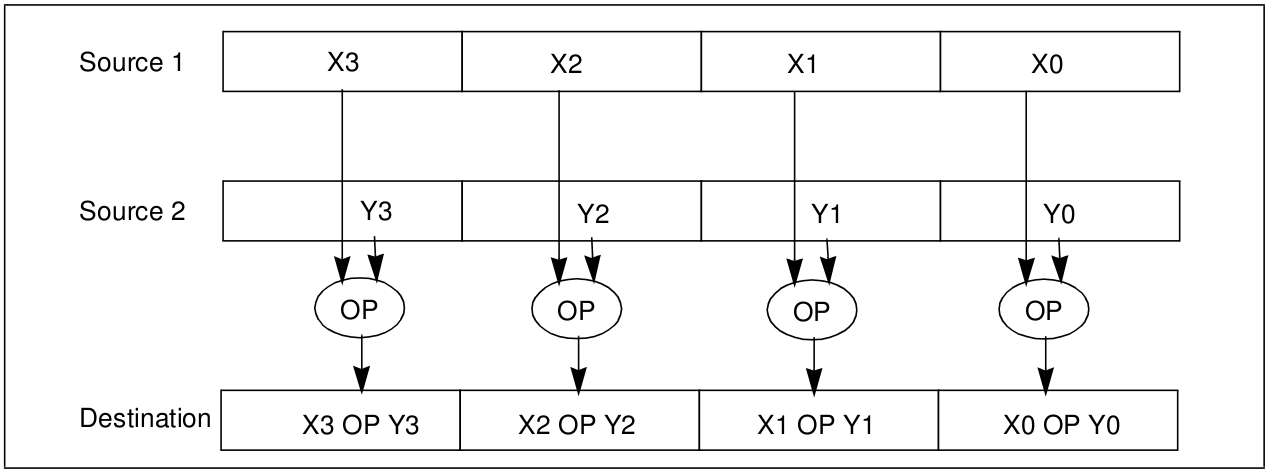 Source 1 X3 X2 X1 X0
Source 2 Y3 Y2 Y1 Y0
OP OP OP OP
Destination X3 OP Y3 X2 OP Y2 X1 OP Y1 X0 OP Y0